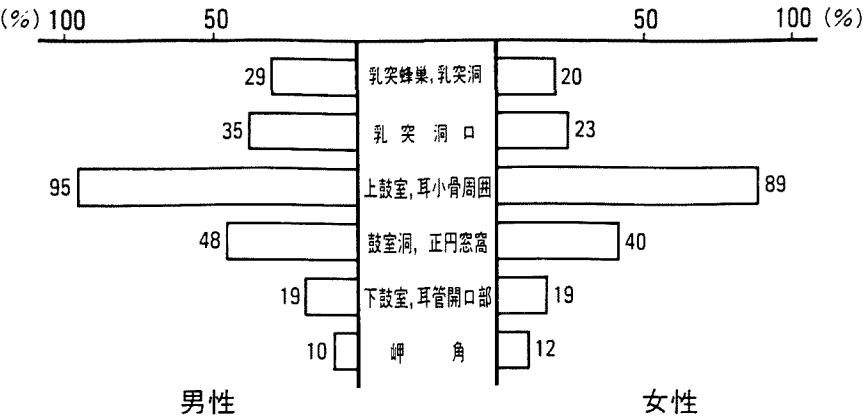 (%) 100 50 50 100 (%)
29 乳突蜂巣,乳突洞 20
35 乳突洞口 23
95 上鼓室,耳小骨周囲 89
48 鼓室洞,正円窓窩 40
19 下鼓室,耳管開口部 19
10 岬角 12
男性 女性